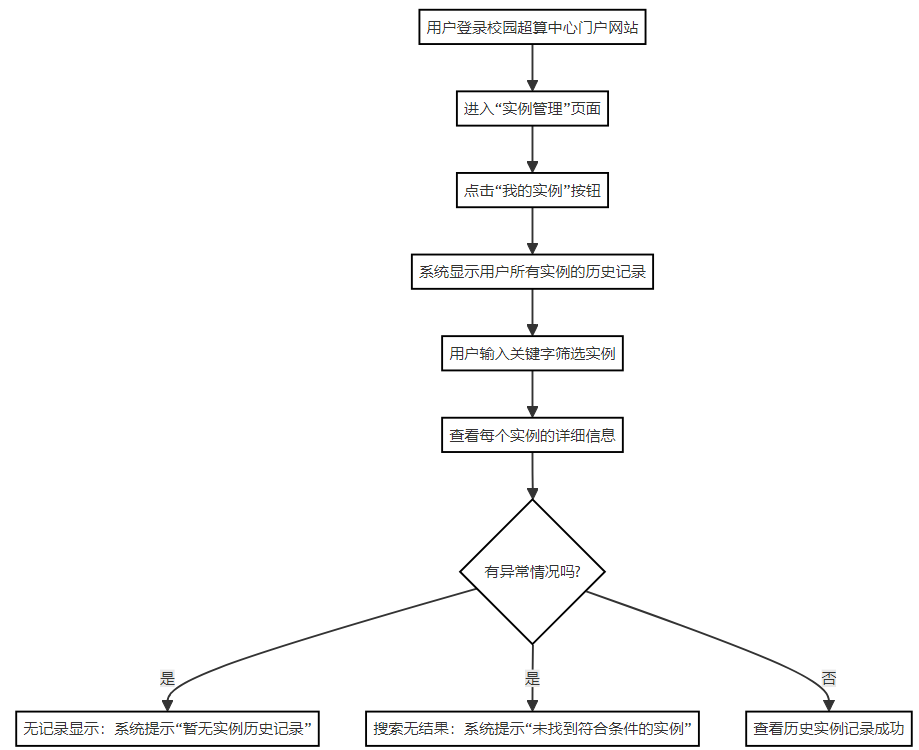 用户登录校园超算中心门户网站
进入“实例管理”页面
点击“我的实例”按钮
系统显示用户所有实例的历史记录
用户输入关键字筛选实例
查看每个实例的详细信息
有异常情况吗?
是
是
否
无记录显示：系统提示“暂无实例历史记录”
搜索无结果：系统提示“未找到符合条件的实例”
查看历史实例记录成功